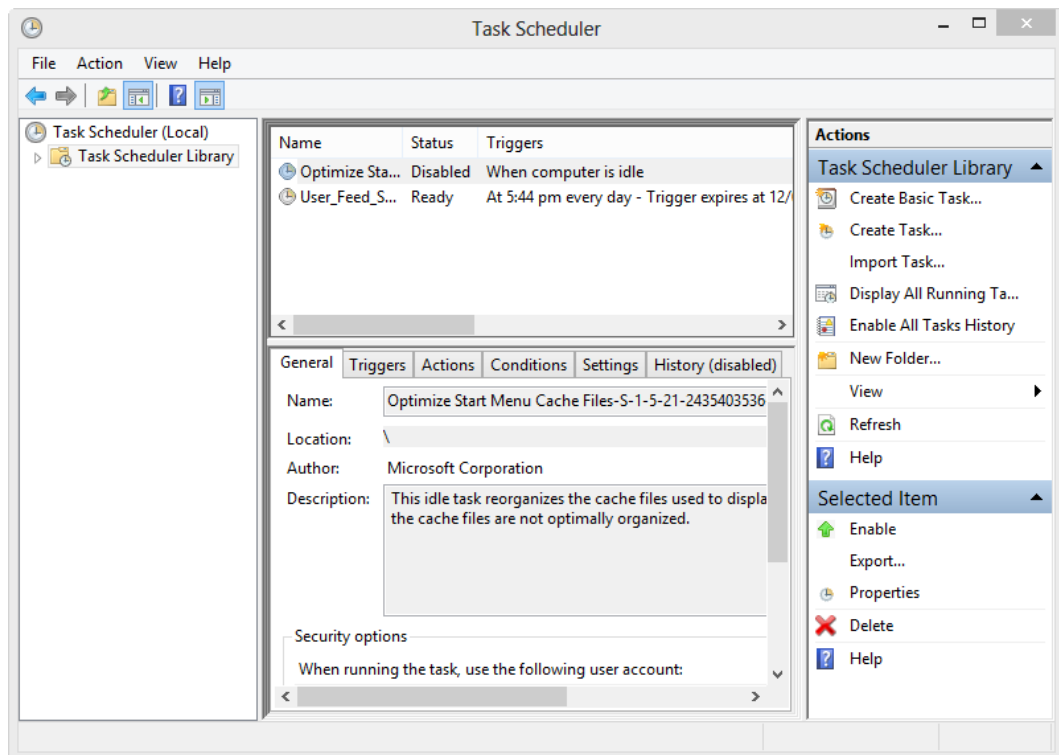 Task Scheduler
File Action View Help
Task Scheduler (Local)
Task Scheduler Library
Name Status Triggers
Optimize Sta... Disabled When computer is idle
User_Feed_S... Ready At 5:44 pm every day - Trigger expires at 12/
General Triggers Actions Conditions Settings History (disabled)
Name: Optimize Start Menu Cache Files-S-1-5-21-2435403536
Location: \
Author: Microsoft Corporation
Description: This idle task reorganizes the cache files used to displa
the cache files are not optimally organized.
Security options
When running the task, use the following user account:
Actions
Task Scheduler Library
Create Basic Task...
Create Task...
Import Task...
Display All Running Ta...
Enable All Tasks History
New Folder...
View
Refresh
Help
Selected Item
Enable
Export...
Properties
Delete
Help